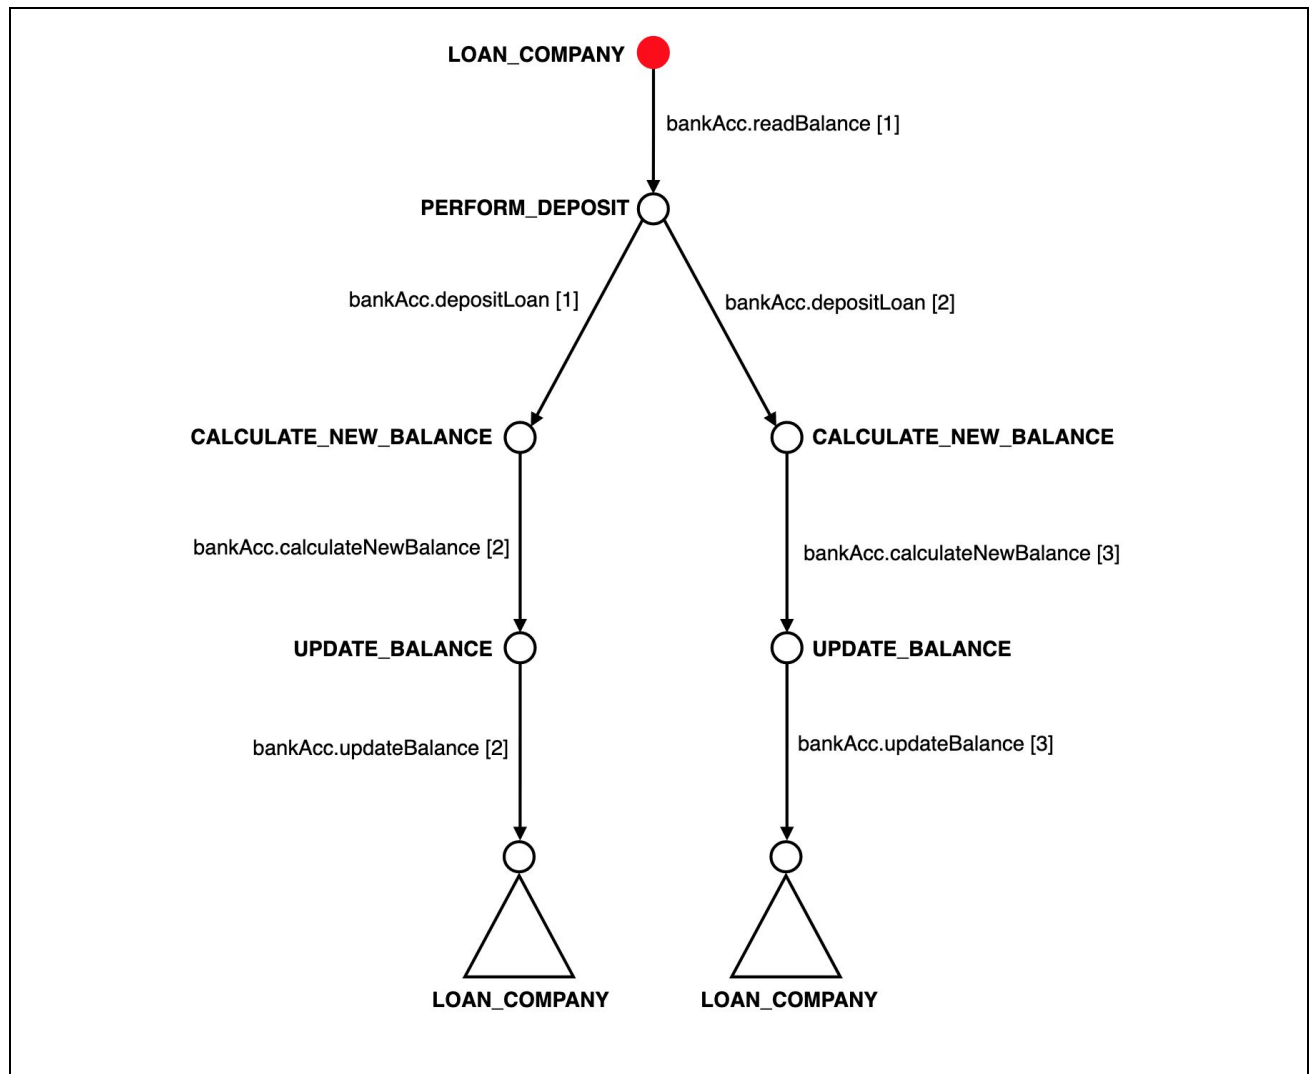 LOAN_COMPANY
bankAcc.readBalance [1]
PERFORM_DEPOSIT
bankAcc.depositLoan [1]
bankAcc.depositLoan [2]
CALCULATE_NEW_BALANCE
CALCULATE_NEW_BALANCE
bankAcc.calculateNewBalance [2]
bankAcc.calculateNewBalance [3]
UPDATE_BALANCE
UPDATE_BALANCE
bankAcc.updateBalance [2]
bankAcc.updateBalance [3]
LOAN_COMPANY
LOAN_COMPANY